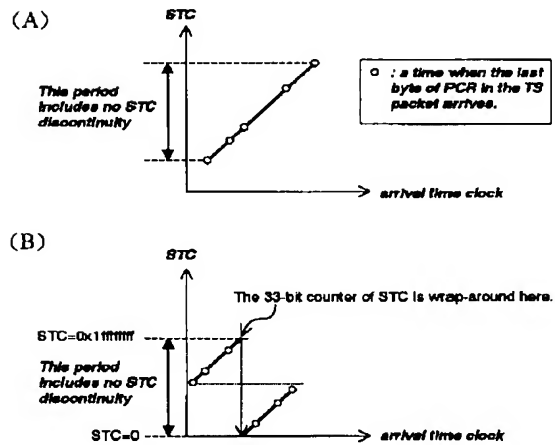 (A)
STC
This period
includes no STC
discontinuity
o : a time when the last
byte of PCR in the TS
packet arrives.
arrival time clock
(B)
STC
The 33-bit counter of STC is wrap-around here.
STC=0x1ffffffff
This period
includes no STC
discontinuity
STC=0
arrival time clock